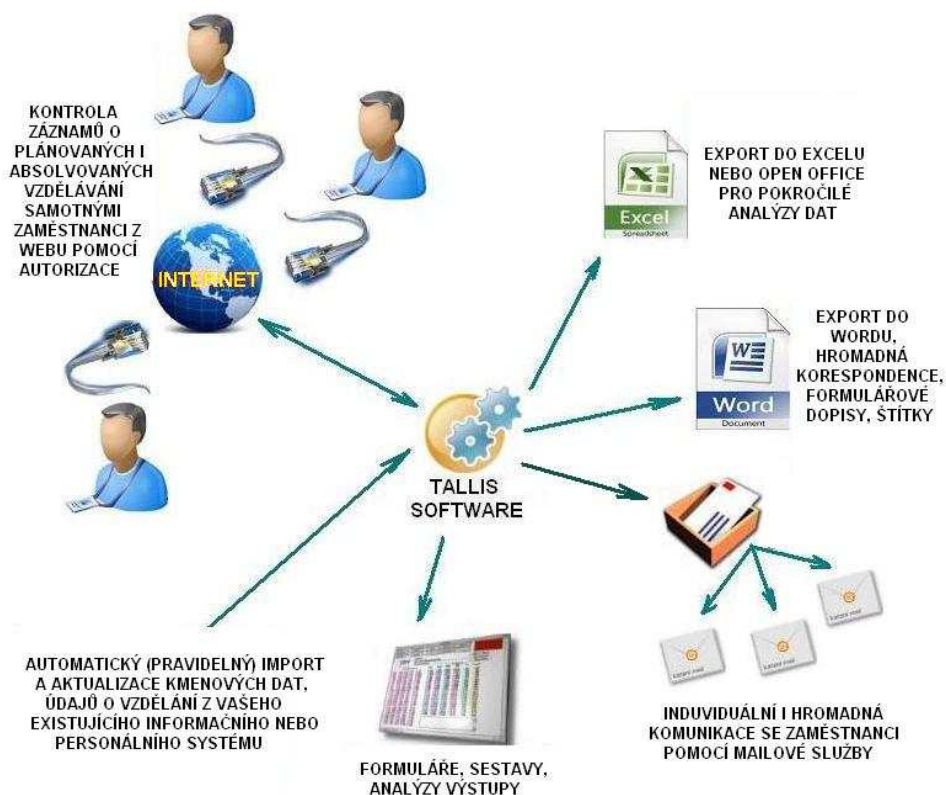 KONTROLA
ZÁZNAMŮ O
PLÁNOVANÝCH I
ABSOLVOVANÝCH
VZDĚLÁVÁNÍ
SAMOTNÝMI
ZAMĚSTNANCI Z
WEBU POMOCÍ
AUTORIZACE
INTERNET
Excel
Spreadsheet
EXPORT DO EXCELU
NEBO OPEN OFFICE
PRO POKROČILÉ
ANALÝZY DAT
W
Word
Document
EXPORT DO
WORDU,
HROMADNÁ
KORESPONDENCE,
FORMULÁŘOVÉ
DOPISY, ŠTÍTKY
TALLIS
SOFTWARE
AUTOMATICKÝ (PRAVIDELNÝ) IMPORT
A AKTUALIZACE KMENOVÝCH DAT,
ÚDAJŮ O VZDĚLÁNÍ Z VAŠEHO
EXISTUJÍCÍHO INFORMAČNÍHO NEBO
PERSONÁLNÍHO SYSTÉMU
FORMULÁŘE, SESTAVY,
ANALÝZY VÝSTUPY
INDUVIDUÁLNÍ I HROMADNÁ
KOMUNIKACE SE ZAMĚSTNANCI
POMOCÍ MAILOVÉ SLUŽBY